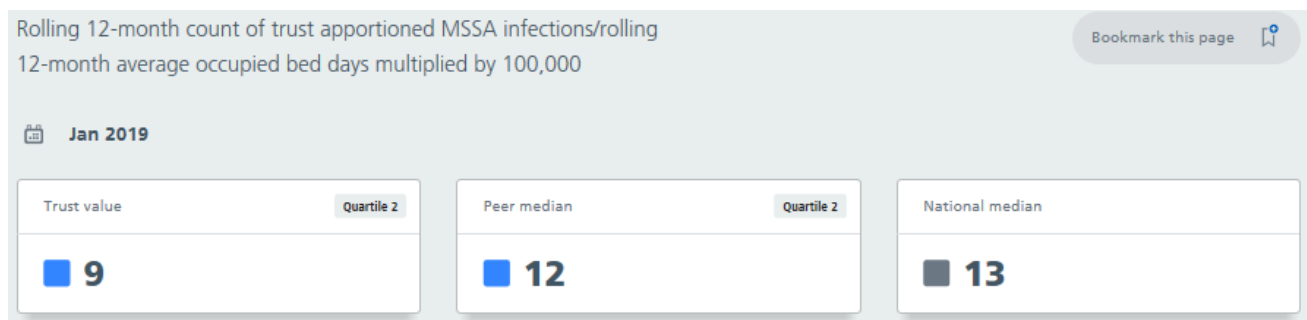 Rolling 12-month count of trust apportioned MSSA infections/rolling
12-month average occupied bed days multiplied by 100,000
Bookmark this page
Jan 2019
Trust value
Quartile 2
9
Peer median
Quartile 2
12
National median
13